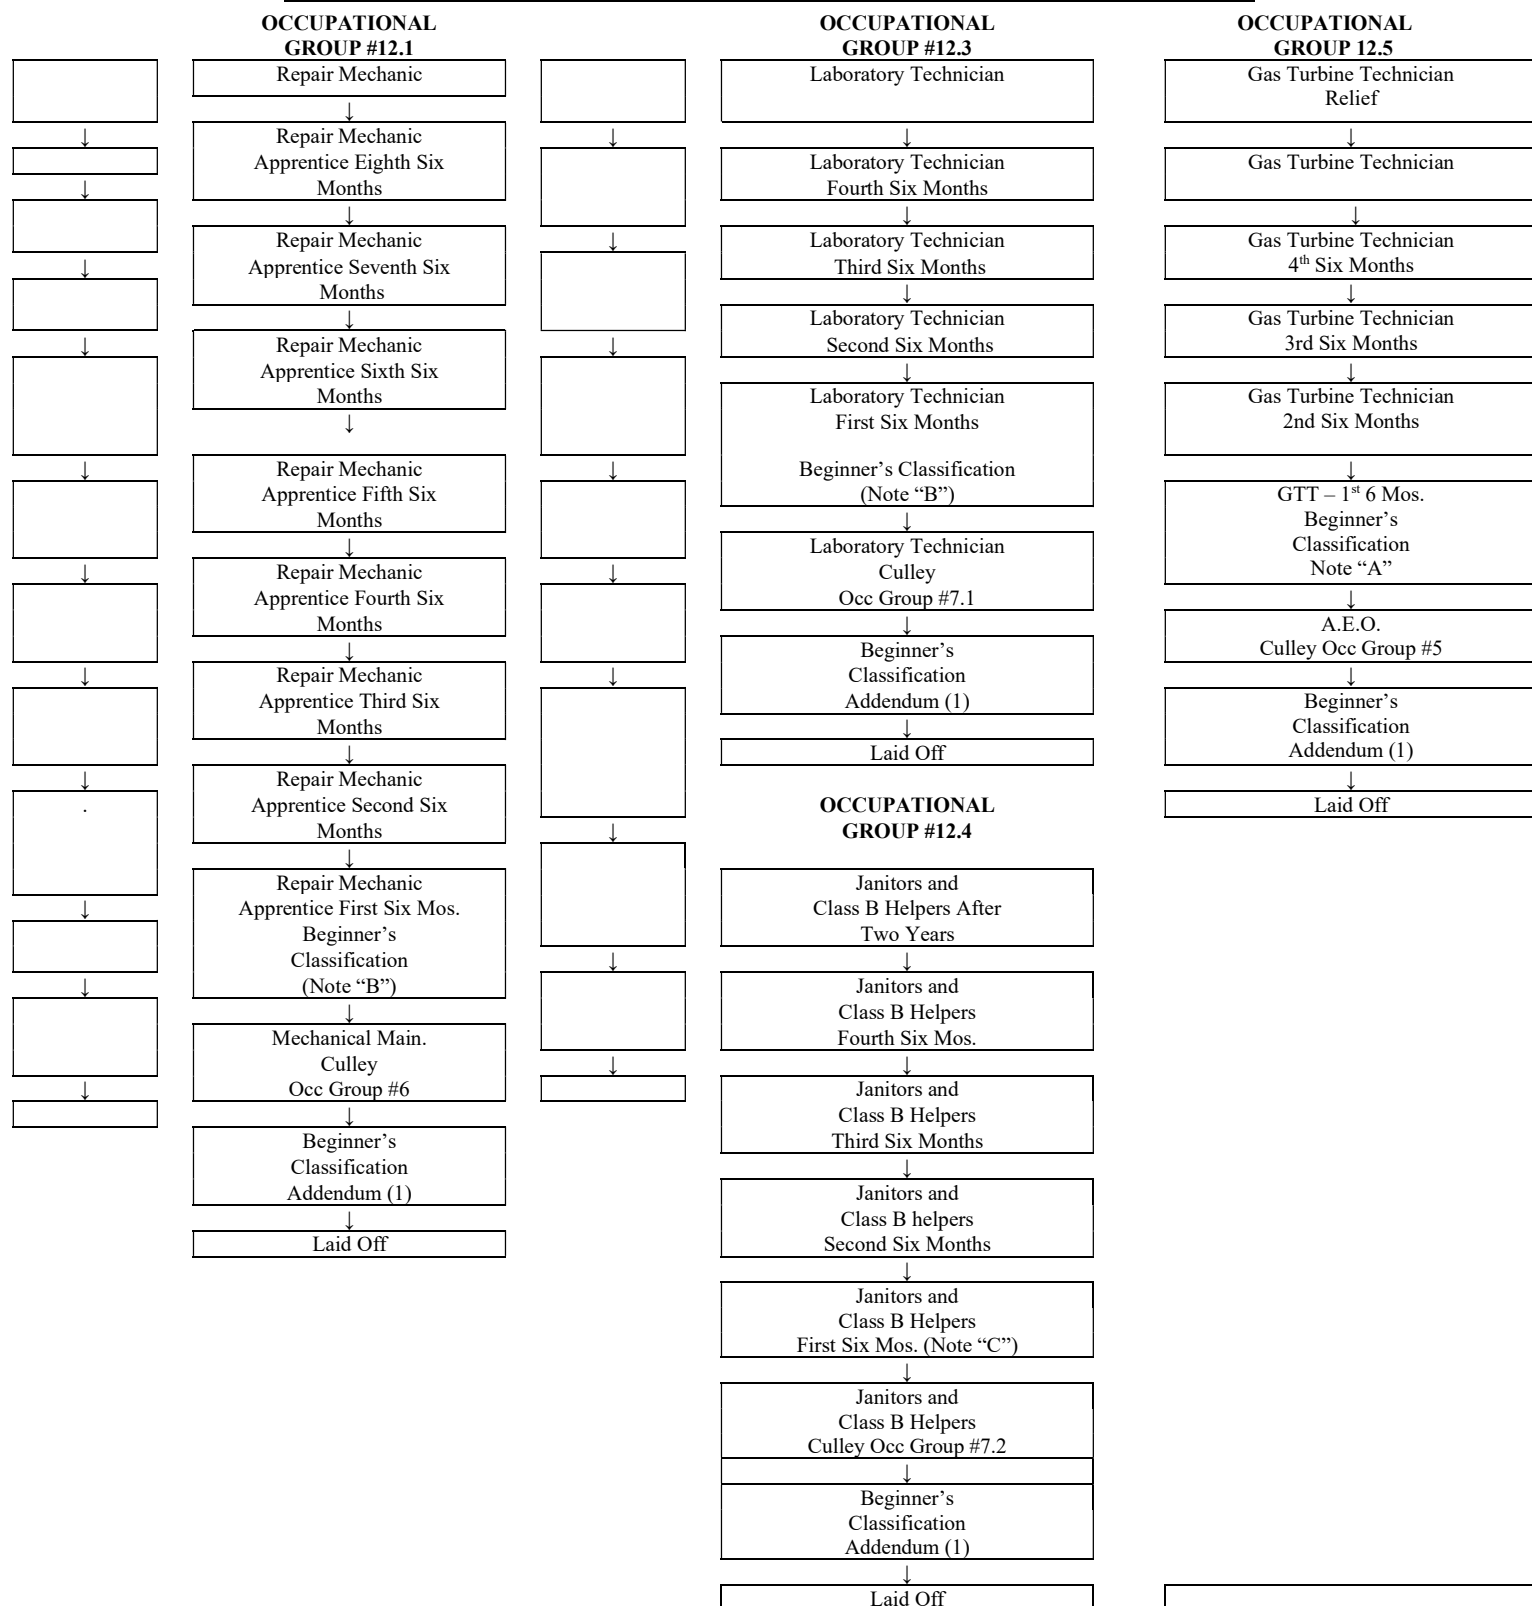 OCCUPATIONAL
GROUP #12.1
Repair Mechanic
↓
Repair Mechanic
Apprentice Eighth Six
Months
↓
Repair Mechanic
Apprentice Seventh Six
Months
↓
Repair Mechanic
Apprentice Sixth Six
Months
↓
Repair Mechanic
Apprentice Fifth Six
Months
↓
Repair Mechanic
Apprentice Fourth Six
Months
↓
Repair Mechanic
Apprentice Third Six
Months
↓
Repair Mechanic
Apprentice Second Six
Months
↓
Repair Mechanic
Apprentice First Six Mos.
Beginner’s
Classification
(Note “B”)
↓
Mechanical Main.
Culley
Occ Group #6
↓
Beginner’s
Classification
Addendum (1)
↓
Laid Off
OCCUPATIONAL
GROUP #12.3
Laboratory Technician
↓
Laboratory Technician
Fourth Six Months
↓
Laboratory Technician
Third Six Months
↓
Laboratory Technician
Second Six Months
↓
Laboratory Technician
First Six Months
Beginner’s Classification
(Note “B”)
↓
Laboratory Technician
Culley
Occ Group #7.1
↓
Beginner’s
Classification
Addendum (1)
↓
Laid Off
OCCUPATIONAL
GROUP #12.4
Janitors and
Class B Helpers After
Two Years
↓
Janitors and
Class B Helpers
Fourth Six Mos.
↓
Janitors and
Class B Helpers
Third Six Months
↓
Janitors and
Class B helpers
Second Six Months
↓
Janitors and
Class B Helpers
First Six Mos. (Note “C”)
↓
Janitors and
Class B Helpers
Culley Occ Group #7.2
↓
Beginner’s
Classification
Addendum (1)
↓
Laid Off
OCCUPATIONAL
GROUP 12.5
Gas Turbine Technician
Relief
↓
Gas Turbine Technician
↓
Gas Turbine Technician
4th Six Months
↓
Gas Turbine Technician
3rd Six Months
↓
Gas Turbine Technician
2nd Six Months
↓
GTT – 1st 6 Mos.
Beginner’s
Classification
Note “A”
↓
A.E.O.
Culley Occ Group #5
↓
Beginner’s
Classification
Addendum (1)
↓
Laid Off